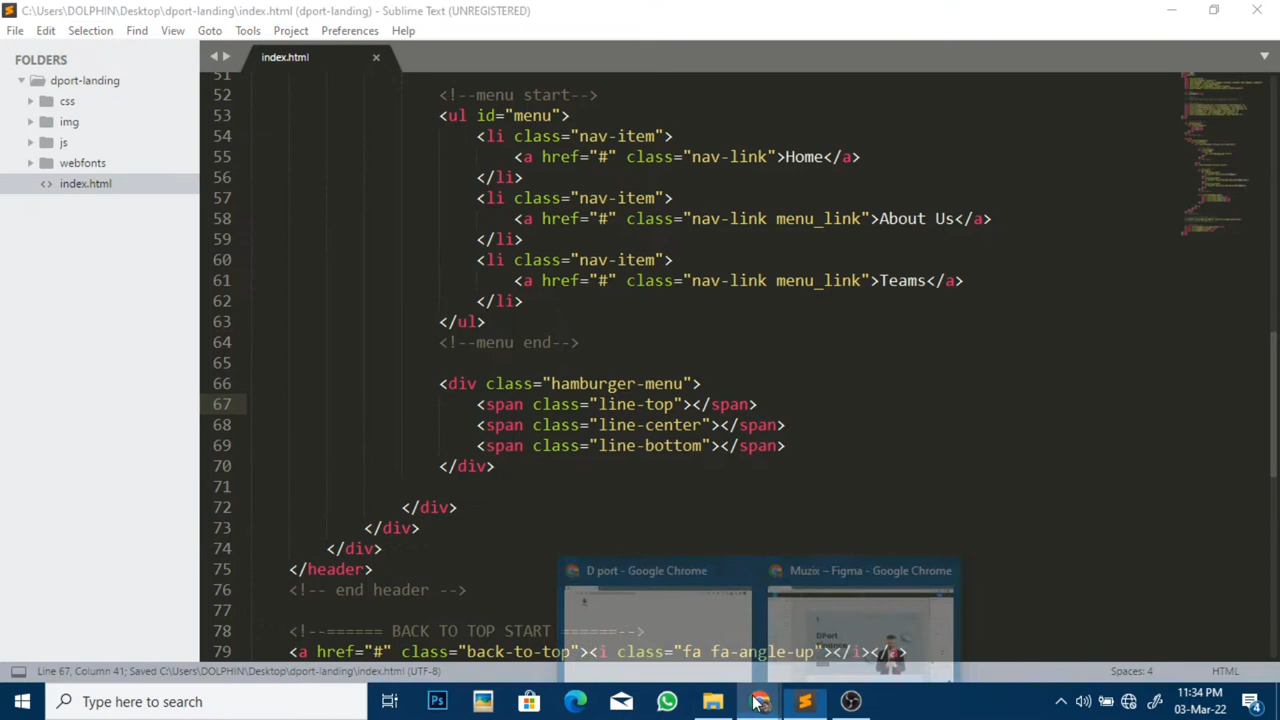 C:\Users\DOLPHIN\Desktop\dport-landing\index.html (dport-landing) - Sublime Text (UNREGISTERED)
File Edit Selection Find View Goto Tools Project Preferences Help
FOLDERS
dport-landing
css
img
js
webfonts
index.html
index.html
51
52 <!--menu start-->
53 <ul id="menu">
54 <li class="nav-item">
55 <a href="#" class="nav-link">Home</a>
56 </li>
57 <li class="nav-item">
58 <a href="#" class="nav-link menu_link">About Us</a>
59 </li>
60 <li class="nav-item">
61 <a href="#" class="nav-link menu_link">Teams</a>
62 </li>
63 </ul>
64 <!--menu end-->
65
66 <div class="hamburger-menu">
67 <span class="line-top"></span>
68 <span class="line-center"></span>
69 <span class="line-bottom"></span>
70 </div>
71
72 </div>
73 </div>
74 </div>
75 </header>
76 <!-- end header -->
77
78 <!--====== BACK TO TOP START ======-->
79 <a href="#" class="back-to-top"><i class="fa fa-angle-up"></i></a>
D port - Google Chrome
Muzix – Figma - Google Chrome
DPort
Line 67, Column 41; Saved C:\Users\DOLPHIN\Desktop\dport-landing\index.html (UTF-8)
Spaces: 4
HTML
Type here to search
Ps
11:34 PM
03-Mar-22
4